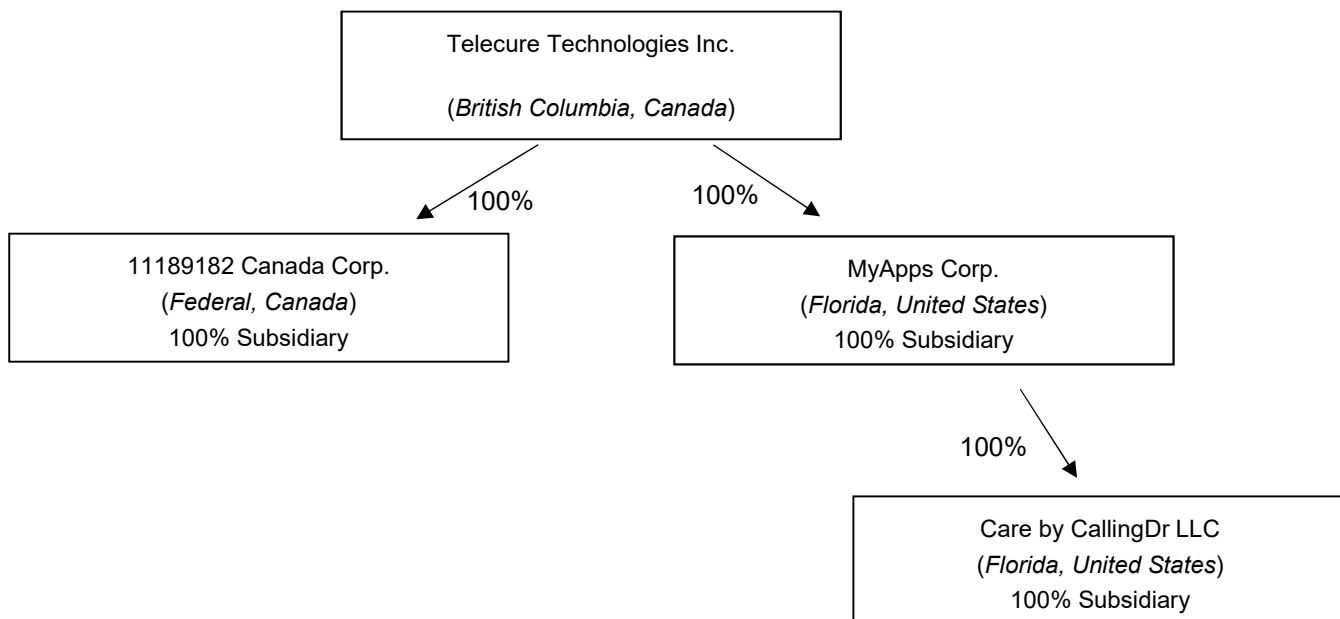 Telecure Technologies Inc.
(British Columbia, Canada)
100%
100%
11189182 Canada Corp.
(Federal, Canada)
100% Subsidiary
MyApps Corp.
(Florida, United States)
100% Subsidiary
100%
Care by CallingDr LLC
(Florida, United States)
100% Subsidiary